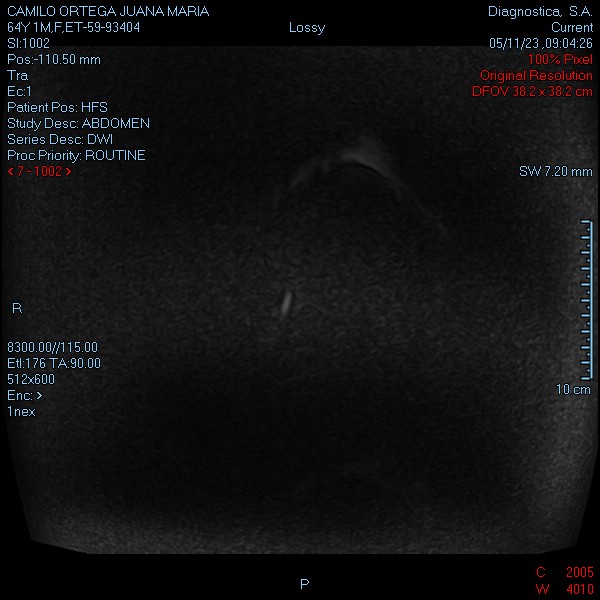 CAMILO ORTEGA JUANA MARIA
64Y 1M,F,ET-59-93404
SI:1002
Pos:-110.50 mm
Tra
Ec:1
Patient Pos: HFS
Study Desc: ABDOMEN
Series Desc: DWI
Proc Priority: ROUTINE
< 7 - 1002 >
Lossy
Diagnostica, S.A.
Current
05/11/23 ,09:04:26
100% Pixel
Original Resolution
DFOV 38.2 x 38.2 cm
SW 7.20 mm
R
8300.00//115.00
Etl:176 TA:90.00
512x600
Enc: >
1nex
10 cm
P
C 2005
W 4010